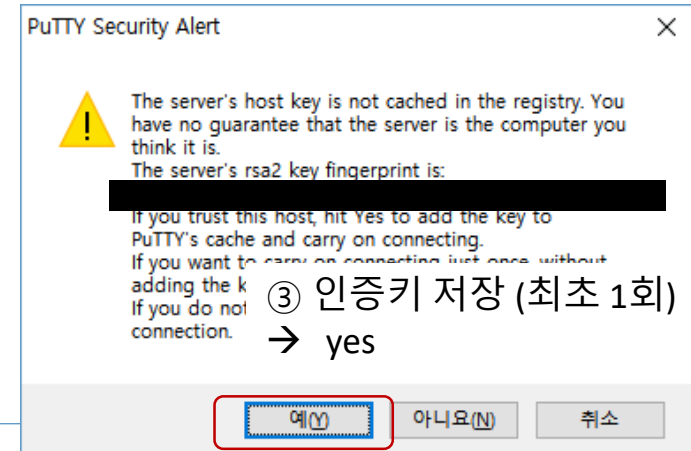 PuTTY Security Alert
The server's host key is not cached in the registry. You
have no guarantee that the server is the computer you
think it is.
The server's rsa2 key fingerprint is:
If you trust this host, hit Yes to add the key to
PuTTY's cache and carry on connecting.
If you want to carry on connecting just once, without
adding the k
If you do not
connection.
③ 인증키 저장 (최초 1회)
→ yes
예(Y)
아니요(N)
취소